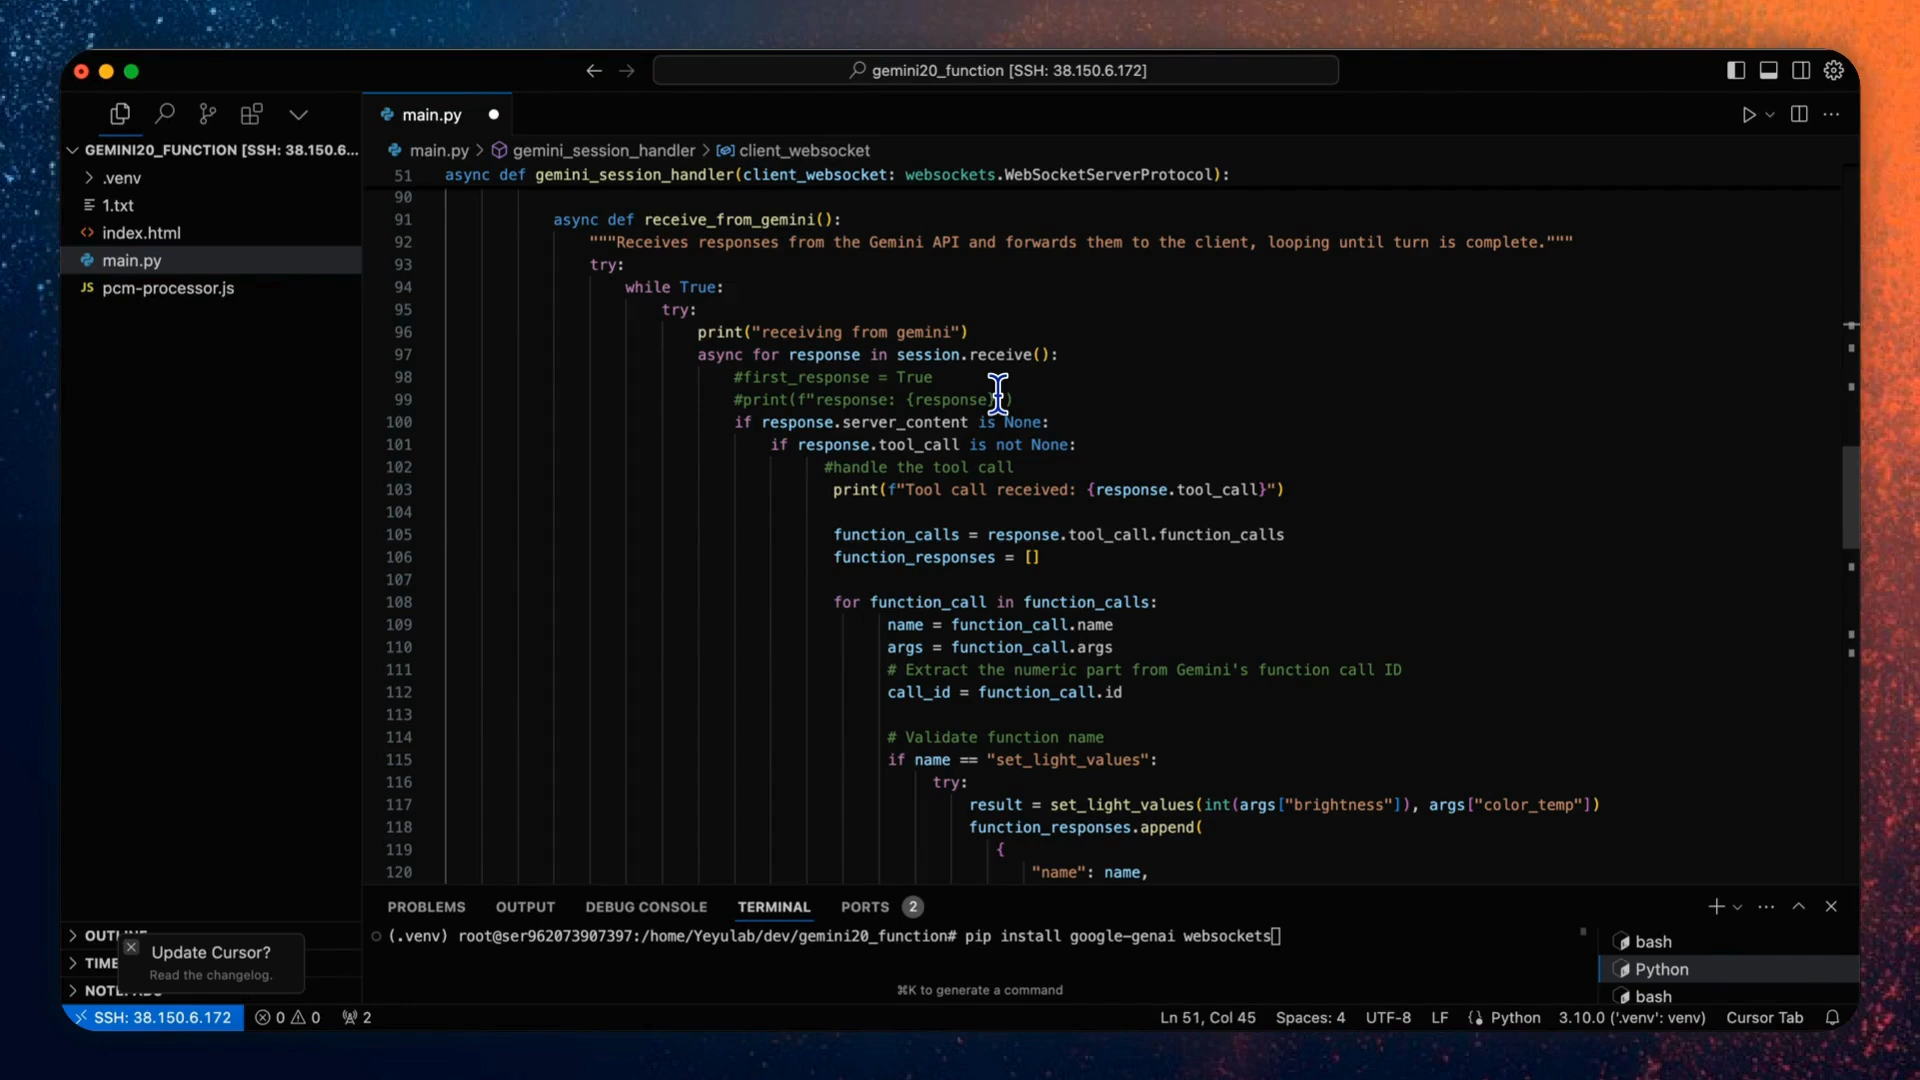 gemini20_function [SSH: 38.150.6.172]
main.py
GEMINI20_FUNCTION [SSH: 38.150.6...
.venv
1.txt
index.html
main.py
JS pcm-processor.js
main.py > gemini_session_handler > client_websocket
51 async def gemini_session_handler(client_websocket: websockets.WebSocketServerProtocol):
90
91 async def receive_from_gemini():
92 """Receives responses from the Gemini API and forwards them to the client, looping until turn is complete."""
93 try:
94 while True:
95 try:
96 print("receiving from gemini")
97 async for response in session.receive():
98 #first_response = True
99 #print(f"response: {response}")
100 if response.server_content is None:
101 if response.tool_call is not None:
102 #handle the tool call
103 print(f"Tool call received: {response.tool_call}")
104
105 function_calls = response.tool_call.function_calls
106 function_responses = []
107
108 for function_call in function_calls:
109 name = function_call.name
110 args = function_call.args
111 # Extract the numeric part from Gemini's function call ID
112 call_id = function_call.id
113
114 # Validate function name
115 if name == "set_light_values":
116 try:
117 result = set_light_values(int(args["brightness"]), args["color_temp"])
118 function_responses.append(
119 {
120 "name": name,
PROBLEMS OUTPUT DEBUG CONSOLE TERMINAL PORTS 2
(.venv) root@ser962073907397:/home/Yeyulab/dev/gemini20_function# pip install google-genai websockets
⌘K to generate a command
bash
Python
bash
OUTLINE
Update Cursor?
TIME
Read the changelog.
SSH: 38.150.6.172 0 0 2 Ln 51, Col 45 Spaces: 4 UTF-8 LF Python 3.10.0 ('.venv': venv) Cursor Tab